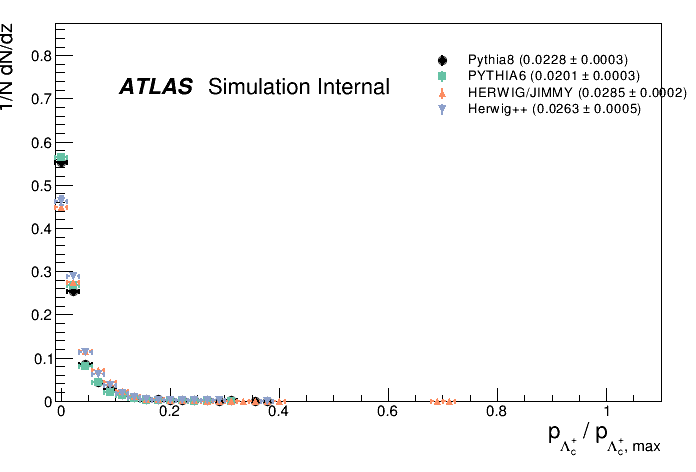 1/N dN/dz
ATLAS Simulation Internal
Pythia8 (0.0228 ± 0.0003)
PYTHIA6 (0.0201 ± 0.0003)
HERWIG/JIMMY (0.0285 ± 0.0002)
Herwig++ (0.0263 ± 0.0005)
0.8
0.7
0.6
0.5
0.4
0.3
0.2
0.1
0
0 0.2 0.4 0.6 0.8 1
p_Λ_c^+ / p_Λ_c^+, max